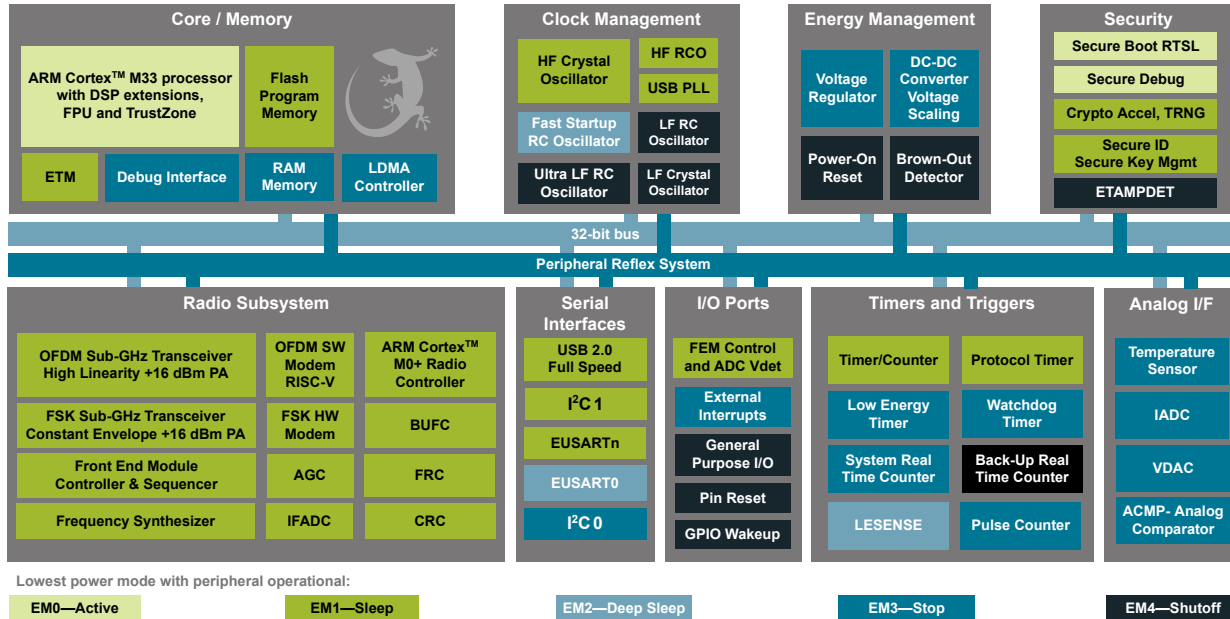 Core / Memory
ARM Cortex™ M33 processor
with DSP extensions,
FPU and TrustZone
Flash
Program
Memory
ETM
Debug Interface
RAM
Memory
LDMA
Controller
Clock Management
HF Crystal
Oscillator
HF RCO
USB PLL
Fast Startup
RC Oscillator
LF RC
Oscillator
Ultra LF RC
Oscillator
LF Crystal
Oscillator
Energy Management
Voltage
Regulator
DC-DC
Converter
Voltage
Scaling
Power-On
Reset
Brown-Out
Detector
Security
Secure Boot RTSL
Secure Debug
Crypto Accel, TRNG
Secure ID
Secure Key Mgmt
ETAMPDET
32-bit bus
Peripheral Reflex System
Radio Subsystem
OFDM Sub-GHz Transceiver
High Linearity +16 dBm PA
OFDM SW
Modem
RISC-V
ARM Cortex™
M0+ Radio
Controller
FSK Sub-GHz Transceiver
Constant Envelope +16 dBm PA
FSK HW
Modem
BUFC
Front End Module
Controller & Sequencer
AGC
FRC
Frequency Synthesizer
IFADC
CRC
Serial
Interfaces
USB 2.0
Full Speed
I²C 1
EUSARTn
EUSART0
I²C 0
I/O Ports
FEM Control
and ADC Vdet
External
Interrupts
General
Purpose I/O
Pin Reset
GPIO Wakeup
Timers and Triggers
Timer/Counter
Protocol Timer
Low Energy
Timer
Watchdog
Timer
System Real
Time Counter
Back-Up Real
Time Counter
LESENSE
Pulse Counter
Analog I/F
Temperature
Sensor
IADC
VDAC
ACMP- Analog
Comparator
Lowest power mode with peripheral operational:
EM0—Active
EM1—Sleep
EM2—Deep Sleep
EM3—Stop
EM4—Shutoff